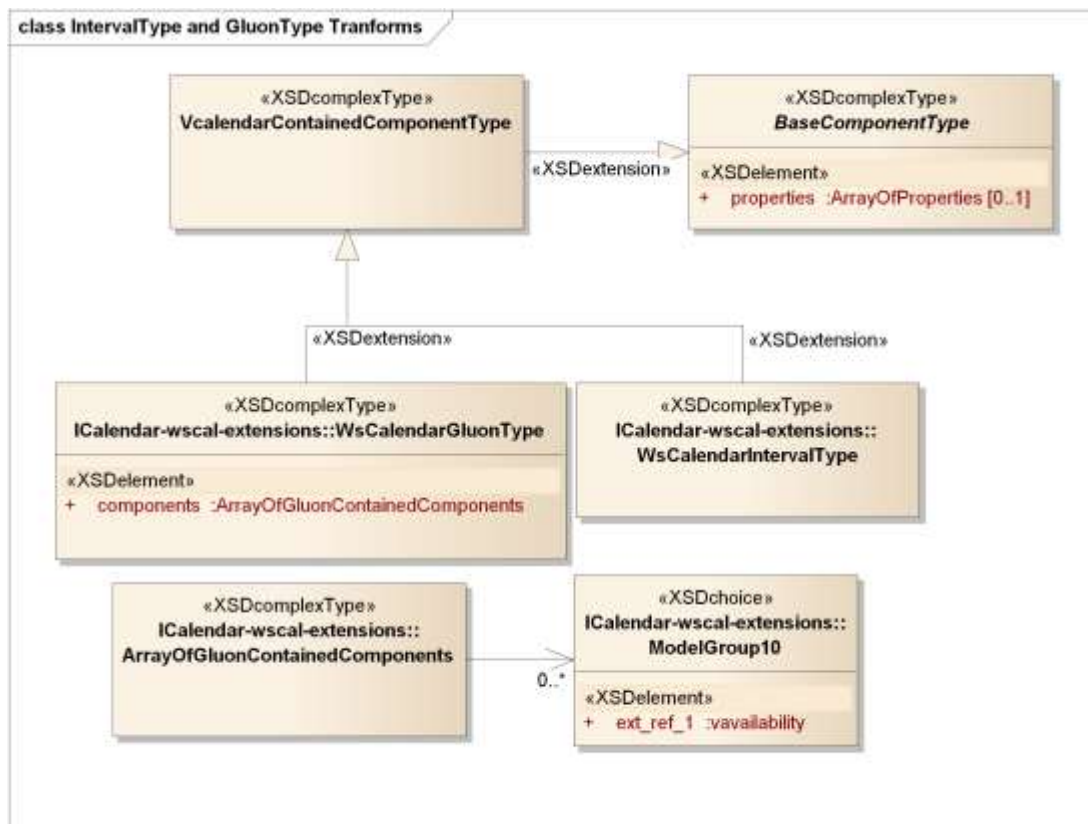 class IntervalType and GluonType Tranforms
«XSDcomplexType»
VcalendarContainedComponentType
«XSDcomplexType»
BaseComponentType
«XSDelement»
+ properties :ArrayOfProperties [0..1]
«XSDextension»
«XSDextension»
«XSDextension»
«XSDcomplexType»
ICalendar-wscal-extensions::WsCalendarGluonType
«XSDelement»
+ components :ArrayOfGluonContainedComponents
«XSDcomplexType»
ICalendar-wscal-extensions::
WsCalendarIntervalType
«XSDcomplexType»
ICalendar-wscal-extensions::
ArrayOfGluonContainedComponents
0..*
«XSDchoice»
ICalendar-wscal-extensions::
ModelGroup10
«XSDelement»
+ ext_ref_1 :vavailability